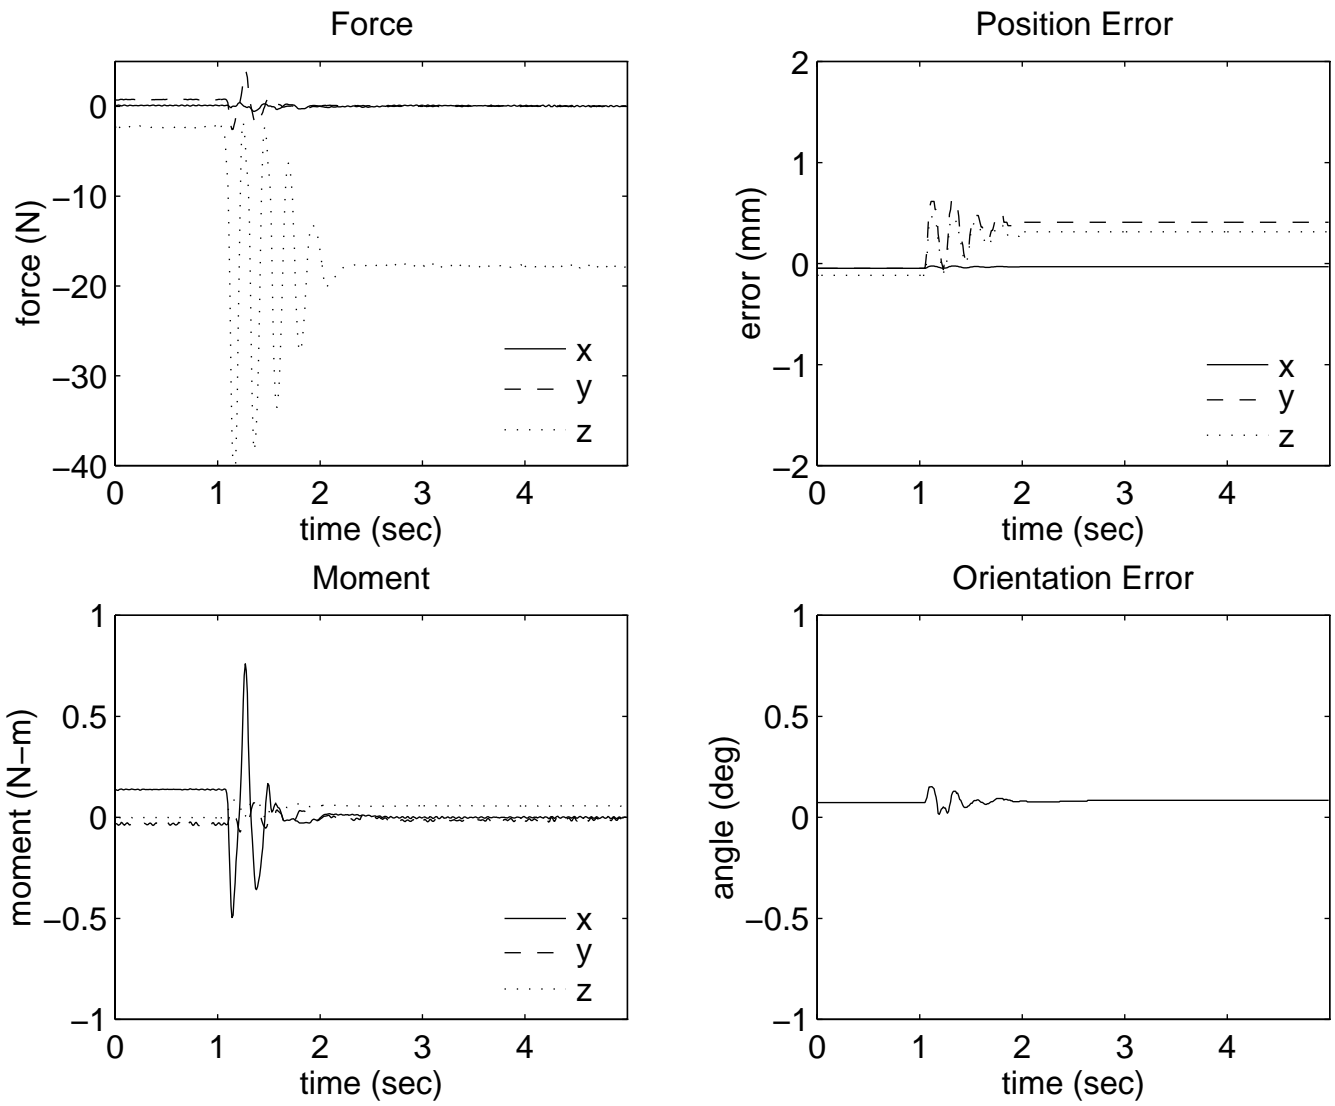 Force
5
0
−10
−20
−30
−40
force (N)
x
y
z
0
1
2
3
4
time (sec)
Position Error
2
1
0
−1
−2
error (mm)
x
y
z
0
1
2
3
4
time (sec)
Moment
1
0.5
0
−0.5
−1
moment (N−m)
x
y
z
0
1
2
3
4
time (sec)
Orientation Error
1
0.5
0
−0.5
−1
angle (deg)
0
1
2
3
4
time (sec)